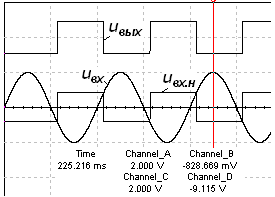 uвых
uвх uвх.н
Time Channel_A Channel_B
225.216 ms 2.000 V -828.669 mV
Channel_C Channel_D
2.000 V -9.115 V